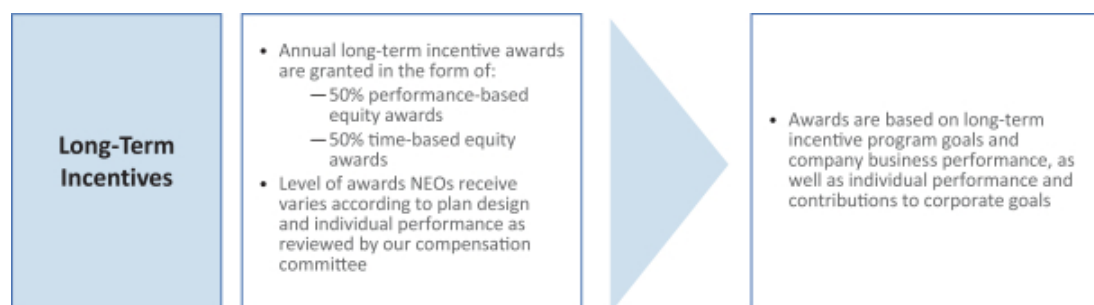 Long-Term
Incentives
• Annual long-term incentive awards
are granted in the form of:
—50% performance-based
equity awards
—50% time-based equity
awards
• Level of awards NEOs receive
varies according to plan design
and individual performance as
reviewed by our compensation
committee
• Awards are based on long-term
incentive program goals and
company business performance, as
well as individual performance and
contributions to corporate goals